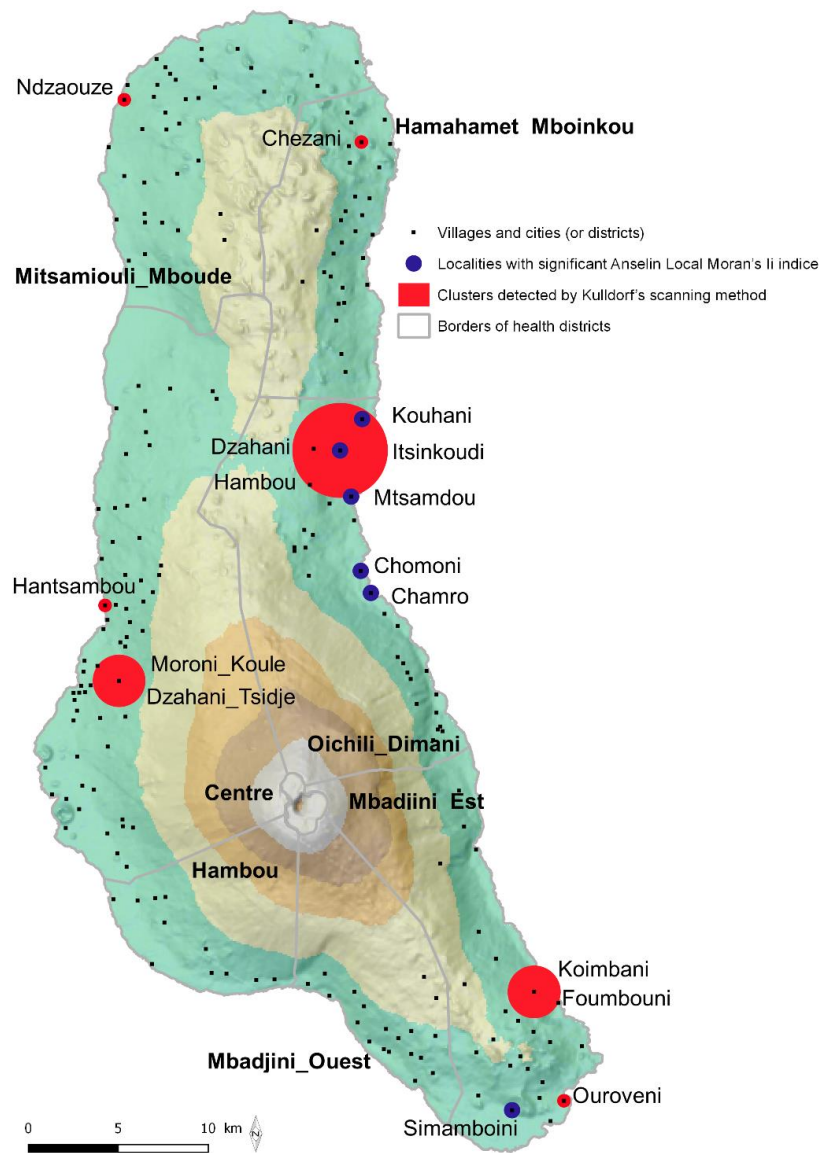 Ndzaouze
Chezani
Hamahamet Mboinkou
Villages and cities (or districts)
Localities with significant Anselin Local Moran's Ii indice
Clusters detected by Kulldorf's scanning method
Borders of health districts
Mitsamiouli_Mboude
Kouhani
Dzahani
Itsinkoudi
Hambou
Mtsamdou
Chomoni
Chamro
Hantsambou
Moroni_Koule
Dzahani_Tsidje
Oichili_Dimani
Centre
Mbadjini Est
Hambou
Koimbani
Foumbouni
Mbadjini_Ouest
Ouroveni
Simamboini
0 5 10 km
N